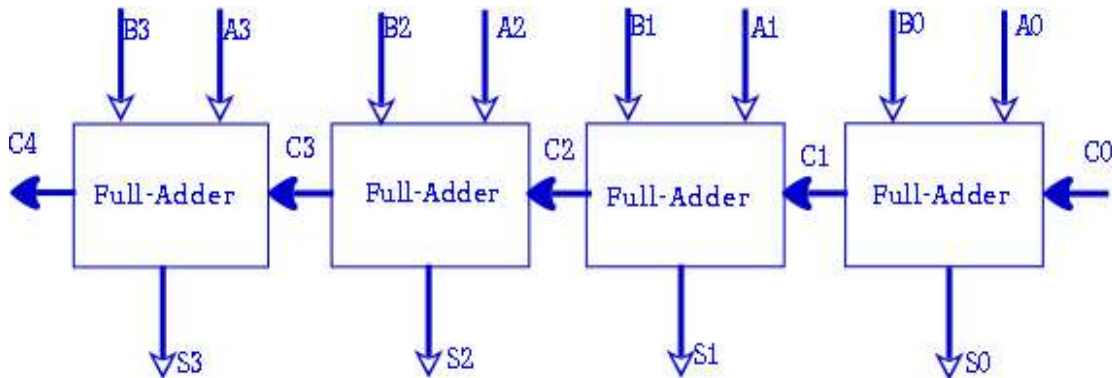 B3 A3 B2 A2 B1 A1 B0 A0
C4 C3 C2 C1 C0
Full-Adder Full-Adder Full-Adder Full-Adder
S3 S2 S1 S0